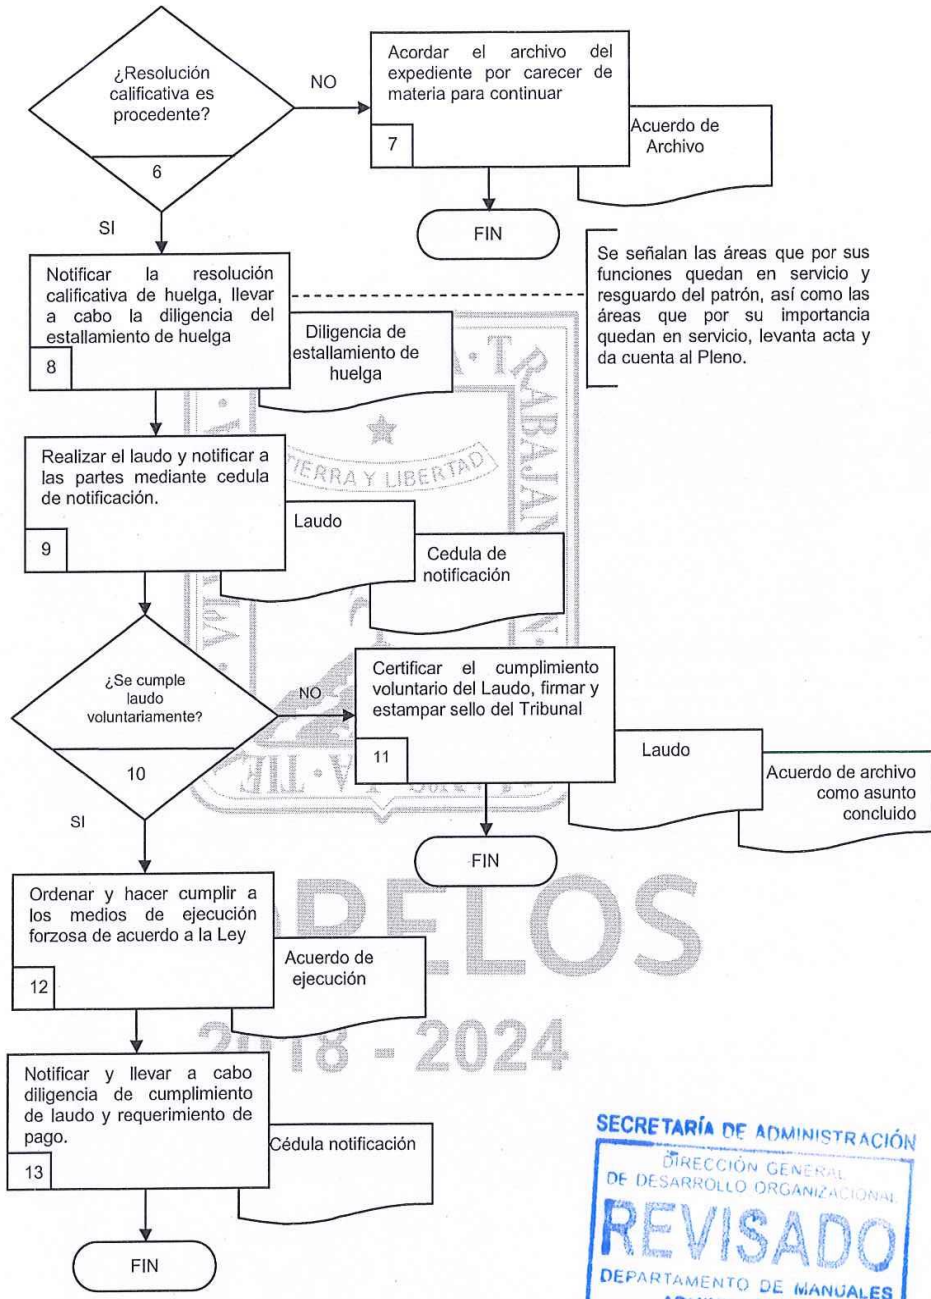 ¿Resolución
calificativa es
procedente?
6
NO
Acordar el archivo del
expediente por carecer de
materia para continuar
7
Acuerdo de
Archivo
FIN
SI
Notificar la resolución
calificativa de huelga, llevar
a cabo la diligencia del
estallamiento de huelga
8
Diligencia de
estallamiento de
huelga
Se señalan las áreas que por sus
funciones quedan en servicio y
resguardo del patrón, así como las
áreas que por su importancia
quedan en servicio, levanta acta y
da cuenta al Pleno.
TIERRA Y LIBERTAD
Realizar el laudo y notificar a
las partes mediante cedula
de notificación.
9
Laudo
Cedula de
notificación
¿Se cumple
laudo
voluntariamente?
10
NO
Certificar el cumplimiento
voluntario del Laudo, firmar y
estampar sello del Tribunal
11
Laudo
Acuerdo de archivo
como asunto
concluido
FIN
SI
Ordenar y hacer cumplir a
los medios de ejecución
forzosa de acuerdo a la Ley
12
Acuerdo de
ejecución
2018 - 2024
Notificar y llevar a cabo
diligencia de cumplimiento
de laudo y requerimiento de
pago.
13
Cédula notificación
FIN
SECRETARÍA DE ADMINISTRACIÓN
DIRECCIÓN GENERAL
DE DESARROLLO ORGANIZACIONAL
REVISADO
DEPARTAMENTO DE MANUALES